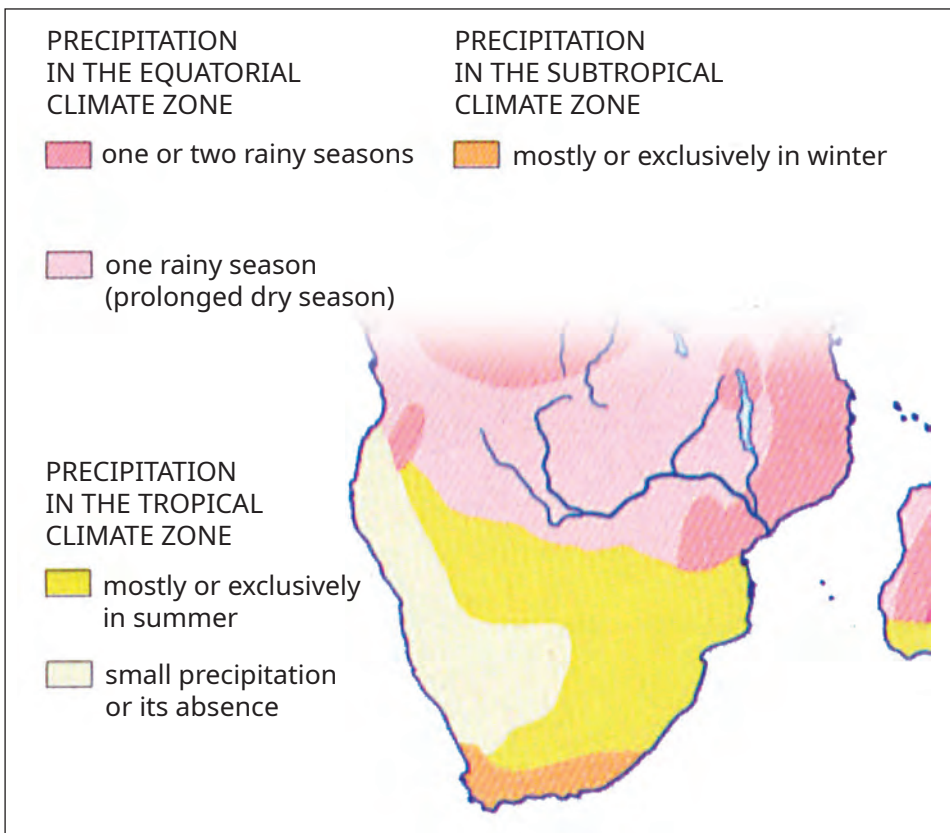 PRECIPITATION
IN THE EQUATORIAL
CLIMATE ZONE
one or two rainy seasons
one rainy season
(prolonged dry season)
PRECIPITATION
IN THE SUBTROPICAL
CLIMATE ZONE
mostly or exclusively in winter
PRECIPITATION
IN THE TROPICAL
CLIMATE ZONE
mostly or exclusively
in summer
small precipitation
or its absence